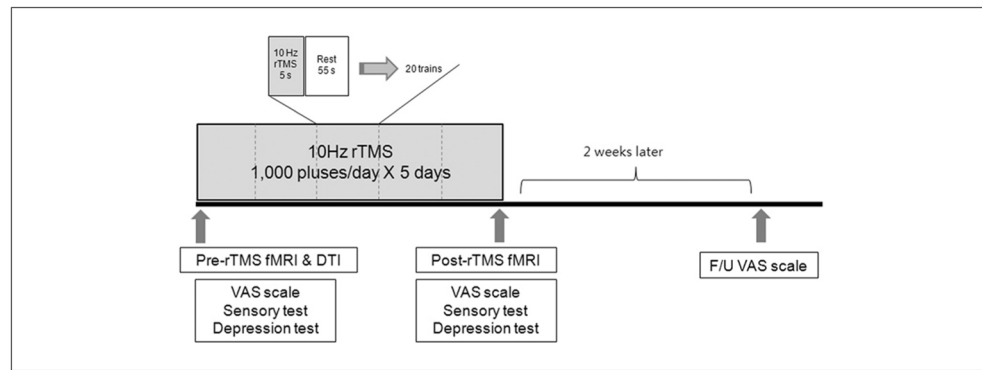 10 Hz
rTMS
5 s
Rest
55 s
20 trains
10Hz rTMS
1,000 pluses/day X 5 days
2 weeks later
Pre-rTMS fMRI & DTI
VAS scale
Sensory test
Depression test
Post-rTMS fMRI
VAS scale
Sensory test
Depression test
F/U VAS scale